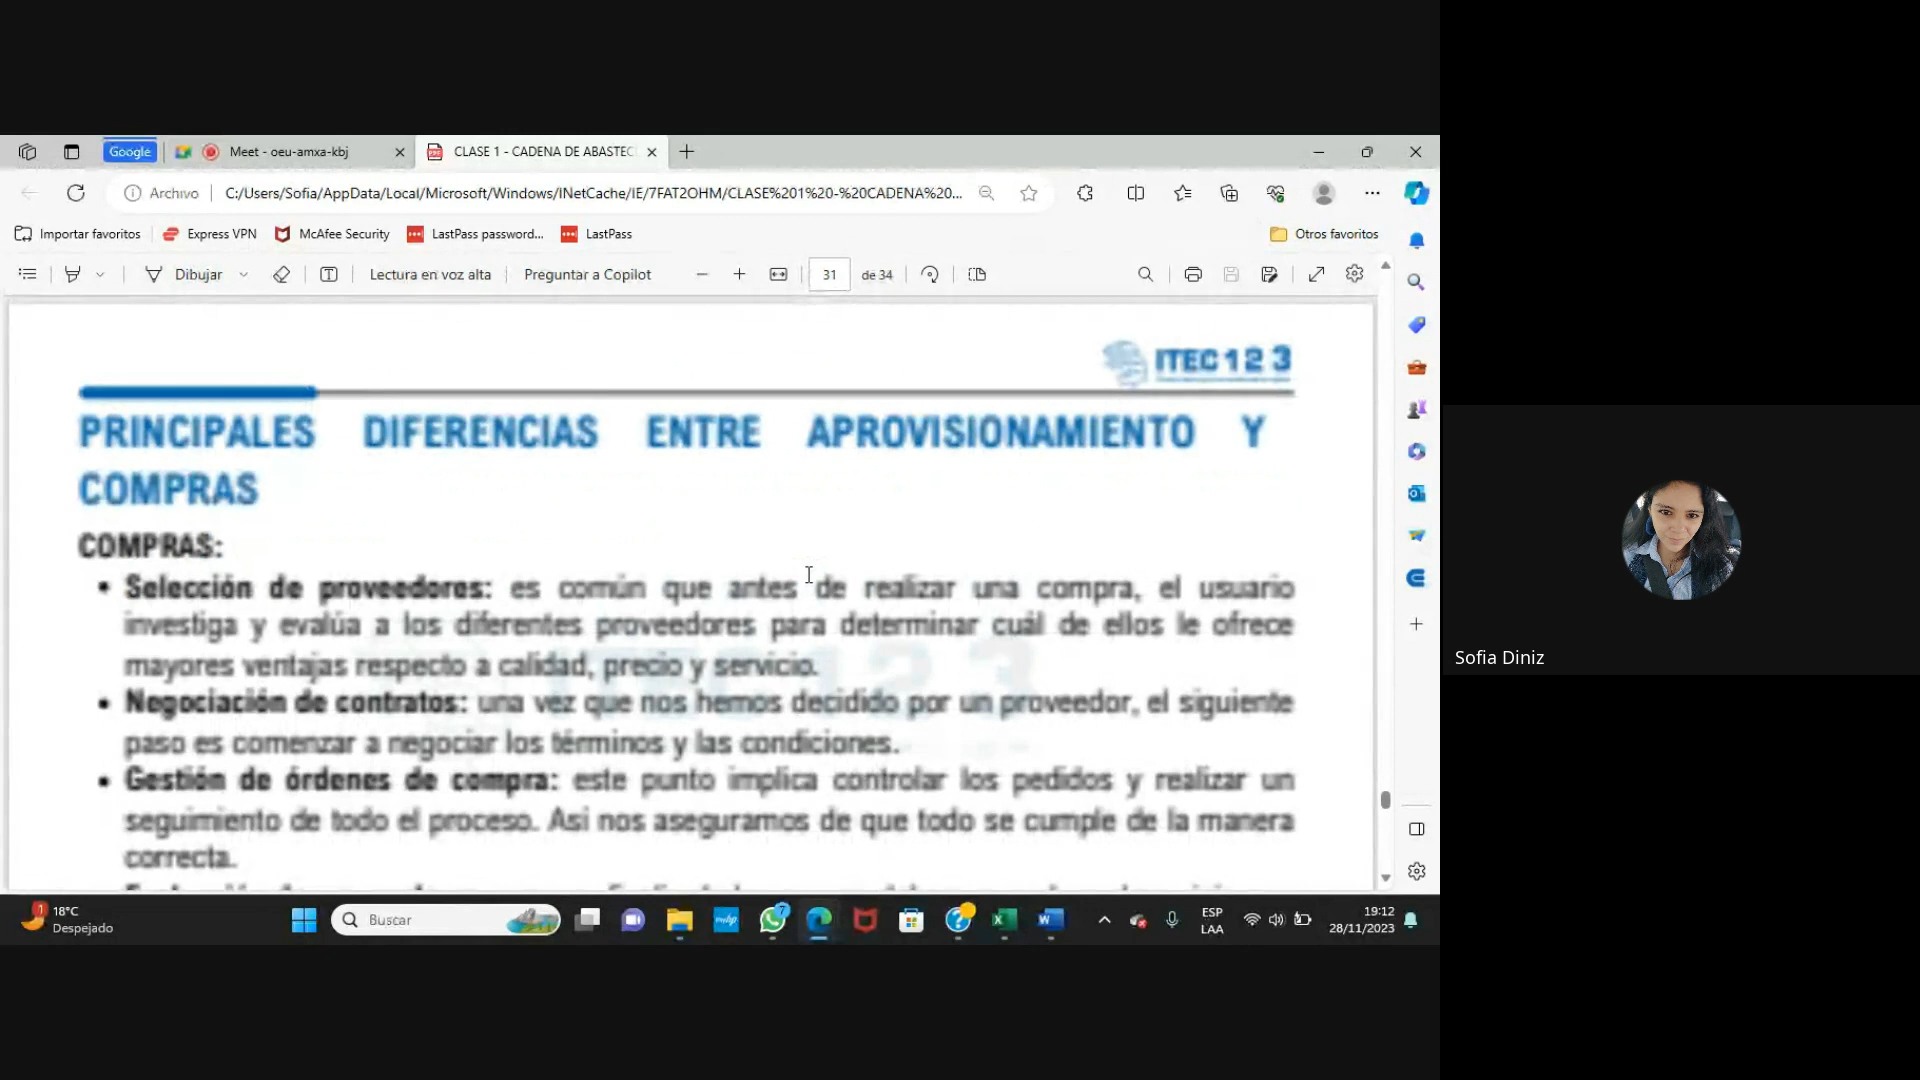 Google
Meet - oeu-amxa-kbj
CLASE 1 - CADENA DE ABASTEC
Archivo
C:/Users/Sofia/AppData/Local/Microsoft/Windows/INetCache/IE/7FAT2OHM/CLASE%201%20-%20CADENA%20...
Importar favoritos
Express VPN
McAfee Security
LastPass password...
LastPass
Otros favoritos
Dibujar
Lectura en voz alta
Preguntar a Copilot
31
de 34
ITEC 1 2 3
PRINCIPALES DIFERENCIAS ENTRE APROVISIONAMIENTO Y
COMPRAS
COMPRAS:
• Selección de proveedores: es común que antes de realizar una compra, el usuario
investiga y evalúa a los diferentes proveedores para determinar cuál de ellos le ofrece
mayores ventajas respecto a calidad, precio y servicio.
• Negociación de contratos: una vez que nos hemos decidido por un proveedor, el siguiente
paso es comenzar a negociar los términos y las condiciones.
• Gestión de órdenes de compra: este punto implica controlar los pedidos y realizar un
seguimiento de todo el proceso. Asi nos aseguramos de que todo se cumple de la manera
correcta.
Sofia Diniz
1
18°C
Despejado
Buscar
mdp
7
ESP
LAA
19:12
28/11/2023